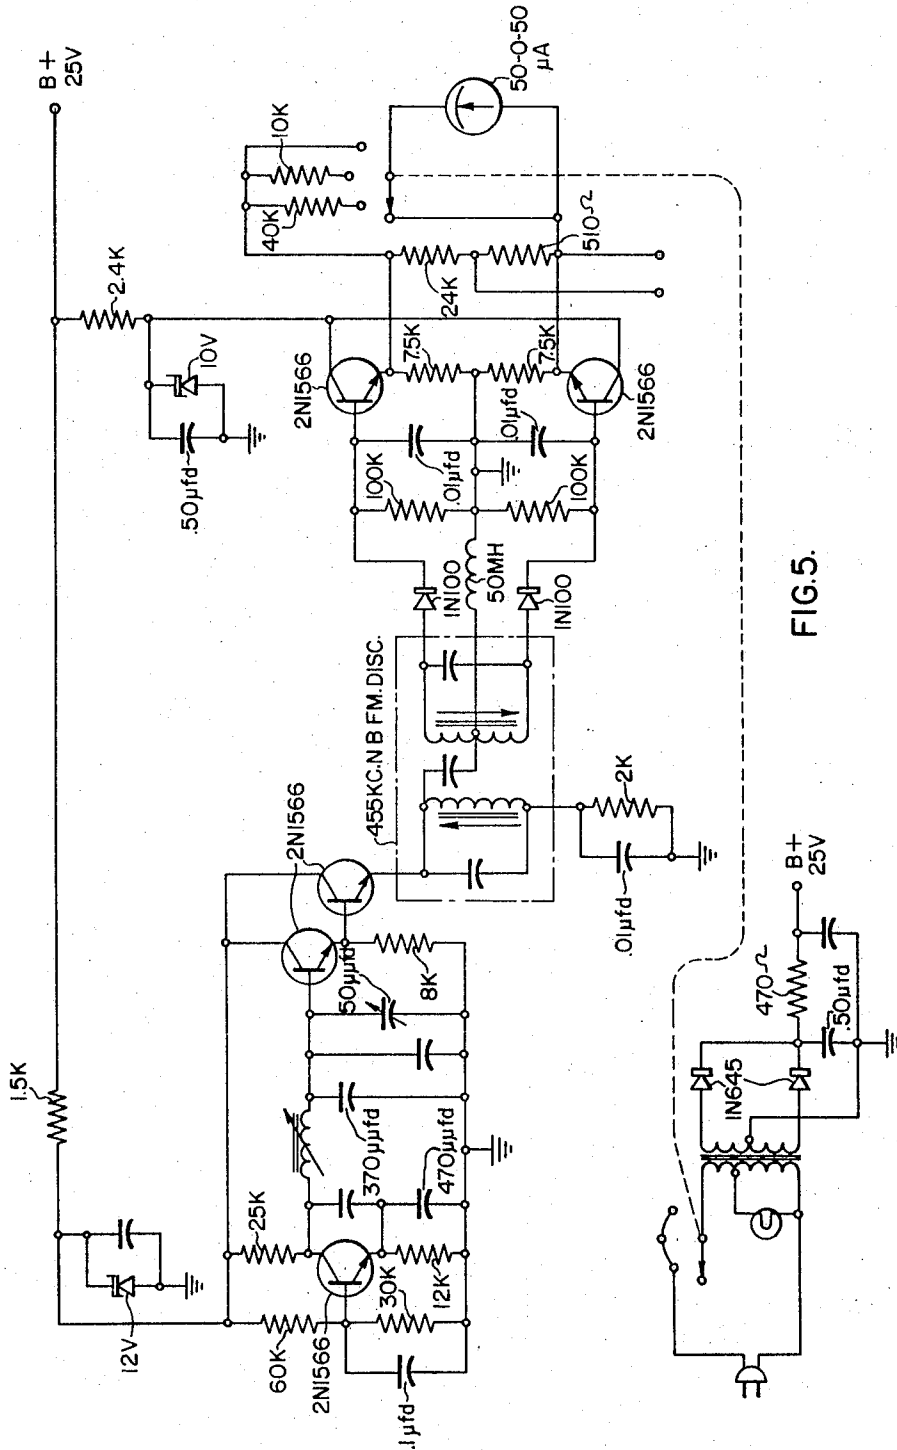 B+
25V
1.5K
2.4K
10K
40K
50-0-50
μA
12V
.50μfd
10V
2N1566
7.5K
24K
510Ω
7.5K
2N1566
100K
.01μfd
.01μfd
100K
1N100
50MH
1N100
455KC.N B FM. DISC.
2N1566
25K
60K
2N1566
30K
12K
.1μfd
370μμfd
470μμfd
50μμfd
8K
.01μfd
2K
1N645
470Ω
B+
25V
.50μfd
FIG.5.